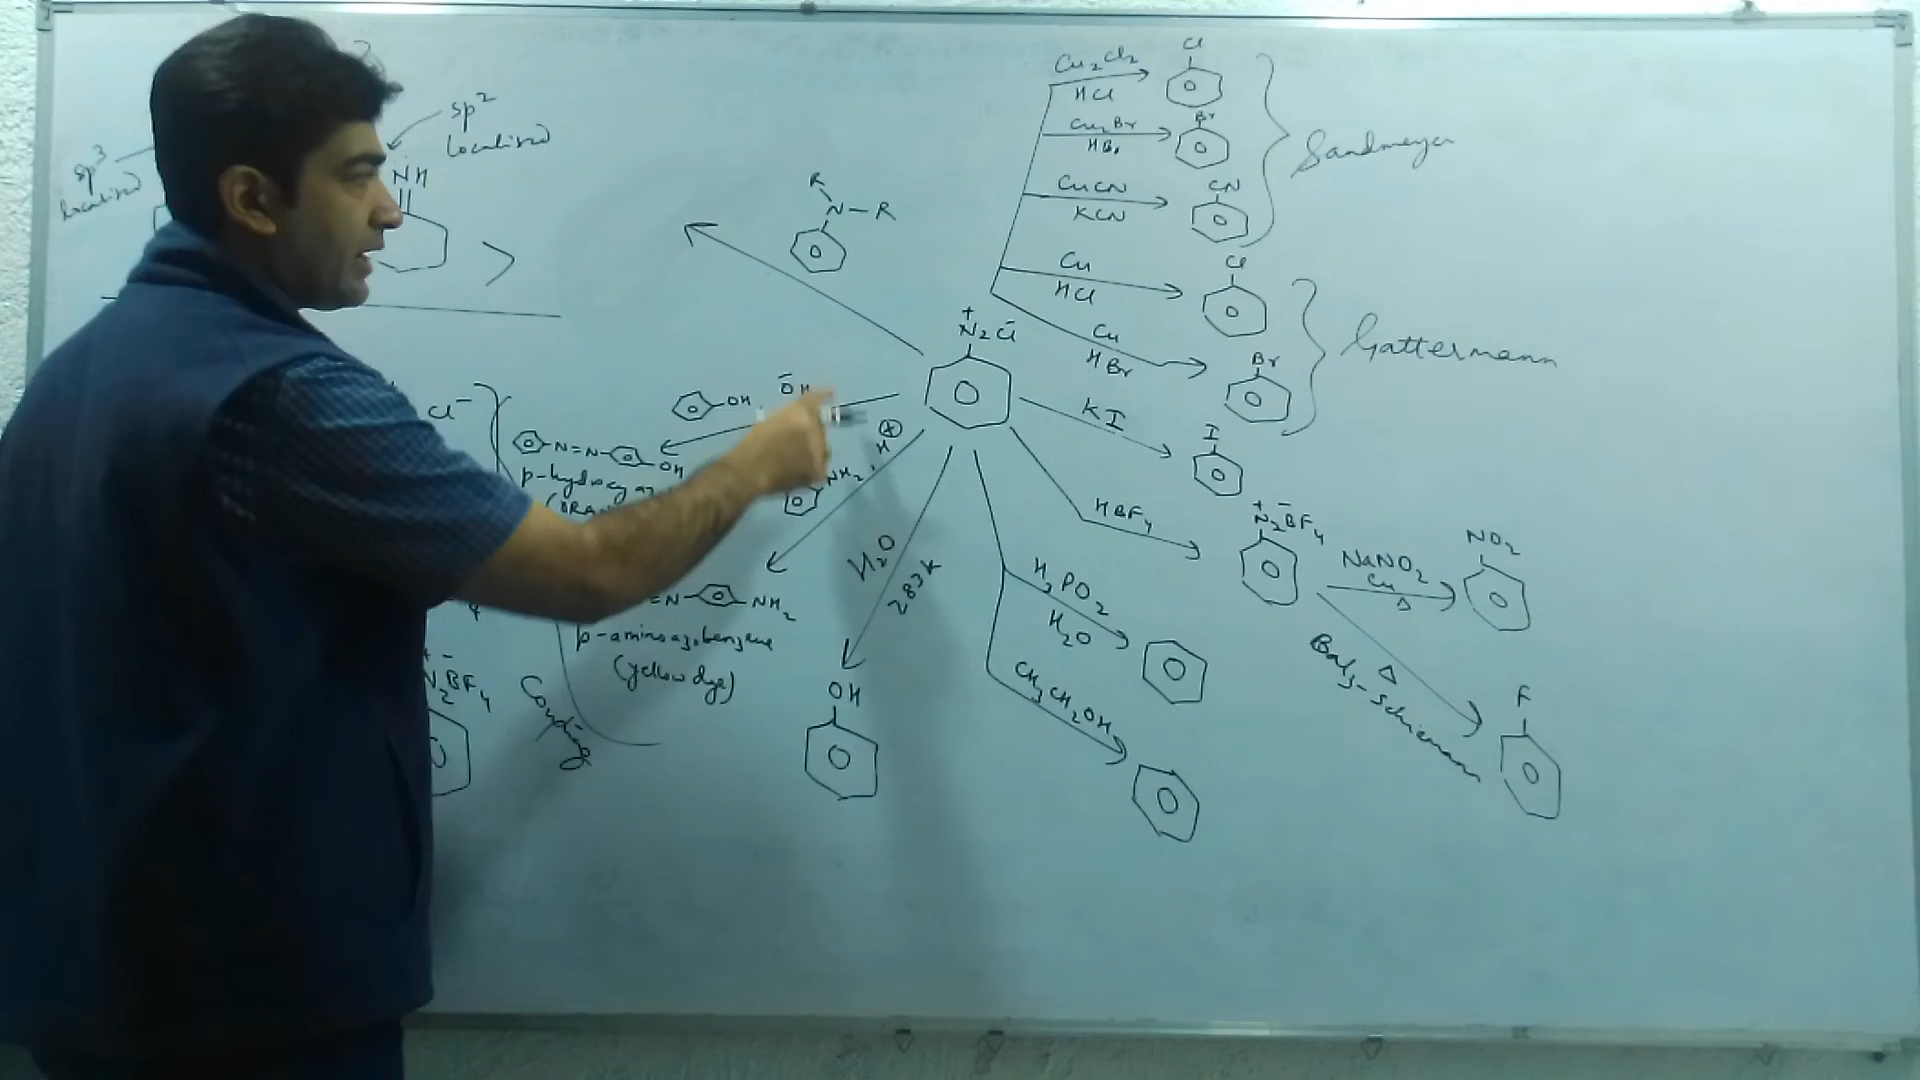 sp2
localised
sp3
localised
NH
R
N-R
Cu2Cl2
HCl
Cl
Cu2Br
HBr
Br
CuCN
KCN
CN
Sandmeyer
Cu
HCl
Cl
Cu
HBr
Br
Gattermann
+
N2Cl-
KI
I
HBF4
+ -
N2BF4
NaNO2
Cu
Δ
NO2
Δ
Balz-Schiemann
F
H3PO2
H2O
CH3CH2OH
H2O
283K
OH
NH2, H⊕
N-NH2
p-aminoazobenzene
(yellow dye)
OH, -OH
N=N-OH
p-hydroxy
Cl-
+ -
N2BF4
Coupling